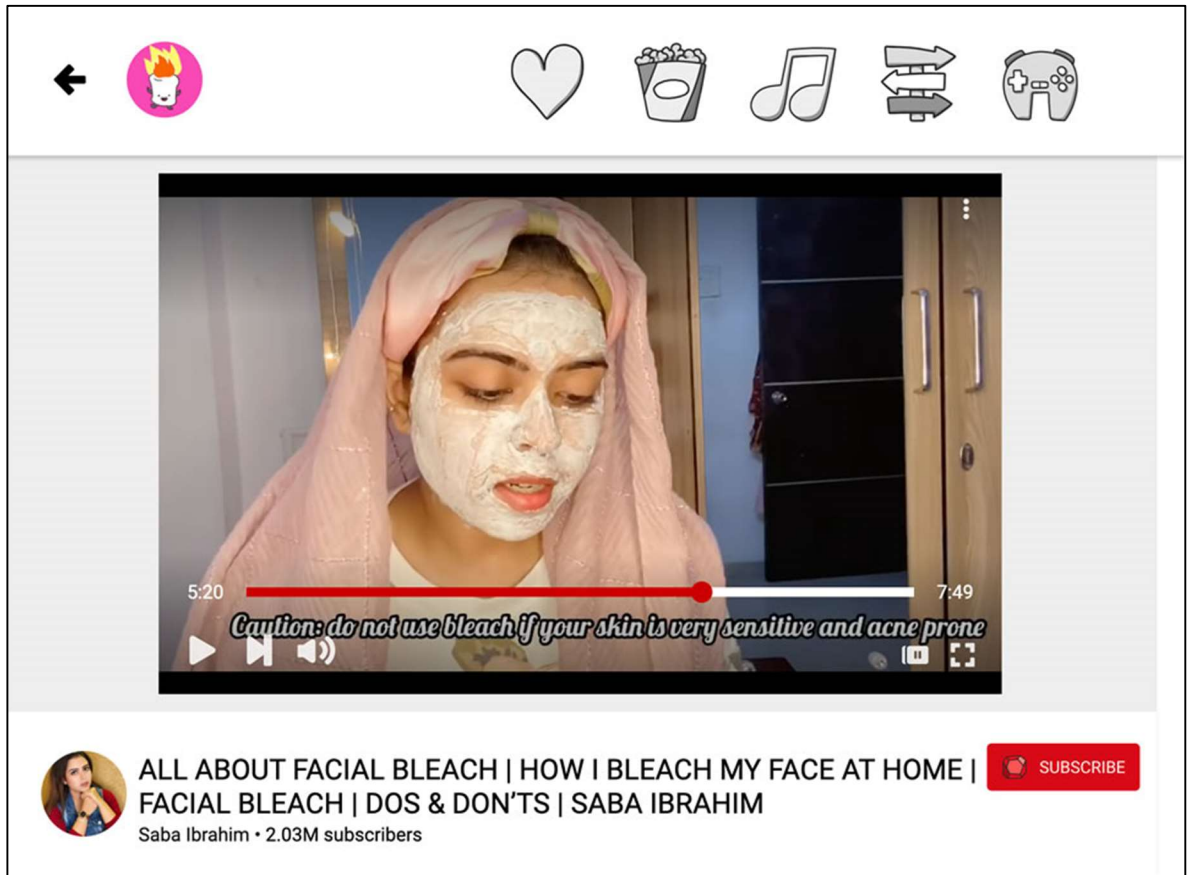 5:20
7:49
Caution: do not use bleach if your skin is very sensitive and acne prone
ALL ABOUT FACIAL BLEACH | HOW I BLEACH MY FACE AT HOME |
FACIAL BLEACH | DOS & DON’TS | SABA IBRAHIM
SUBSCRIBE
Saba Ibrahim • 2.03M subscribers